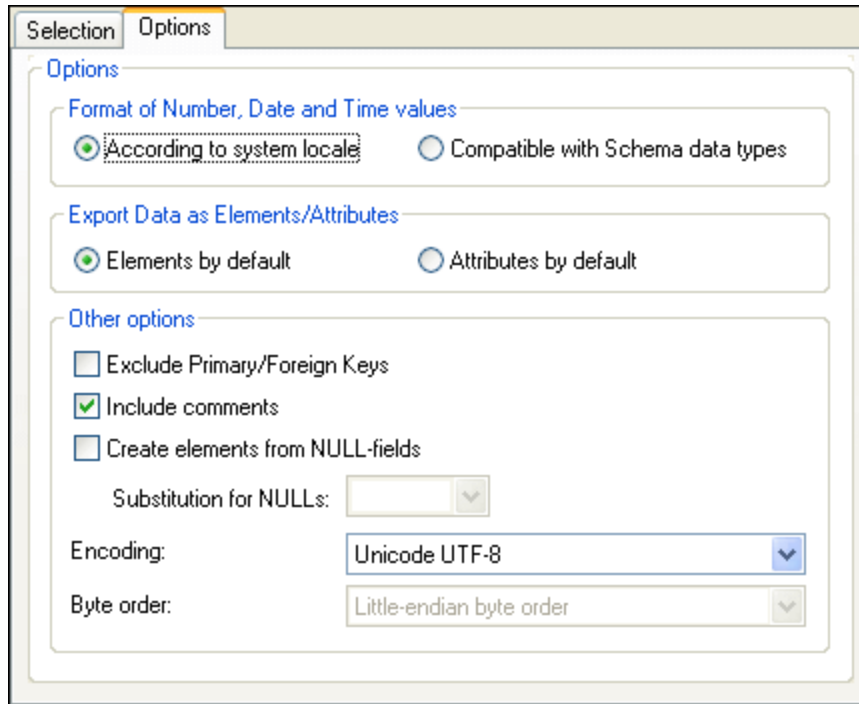 Selection Options
Options
Format of Number, Date and Time values
According to system locale Compatible with Schema data types
Export Data as Elements/Attributes
Elements by default Attributes by default
Other options
Exclude Primary/Foreign Keys
Include comments
Create elements from NULL-fields
Substitution for NULLs:
Encoding: Unicode UTF-8
Byte order: Little-endian byte order